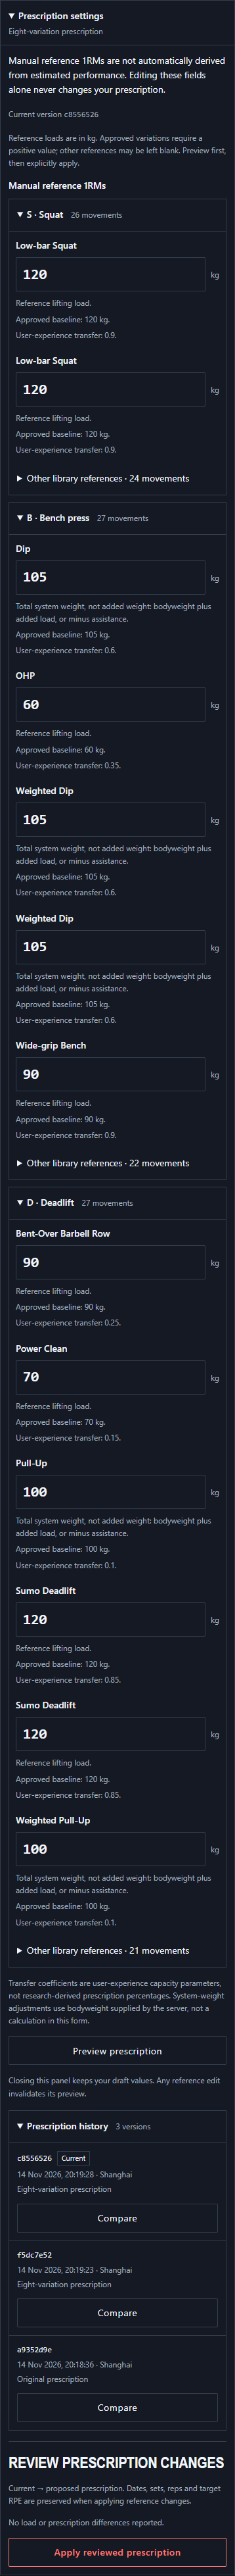 ▼ Prescription settings
Eight-variation prescription
Manual reference 1RMs are not automatically derived
from estimated performance. Editing these fields
alone never changes your prescription.
Current version c8556526
Reference loads are in kg. Approved variations require a
positive value; other references may be left blank. Preview first,
then explicitly apply.
Manual reference 1RMs
▼ S · Squat 26 movements
Low-bar Squat
120 kg
Reference lifting load.
Approved baseline: 120 kg.
User-experience transfer: 0.9.
Low-bar Squat
120 kg
Reference lifting load.
Approved baseline: 120 kg.
User-experience transfer: 0.9.
▶ Other library references · 24 movements
▼ B · Bench press 27 movements
Dip
105 kg
Total system weight, not added weight: bodyweight plus
added load, or minus assistance.
Approved baseline: 105 kg.
User-experience transfer: 0.6.
OHP
60 kg
Reference lifting load.
Approved baseline: 60 kg.
User-experience transfer: 0.35.
Weighted Dip
105 kg
Total system weight, not added weight: bodyweight plus
added load, or minus assistance.
Approved baseline: 105 kg.
User-experience transfer: 0.6.
Weighted Dip
105 kg
Total system weight, not added weight: bodyweight plus
added load, or minus assistance.
Approved baseline: 105 kg.
User-experience transfer: 0.6.
Wide-grip Bench
90 kg
Reference lifting load.
Approved baseline: 90 kg.
User-experience transfer: 0.9.
▶ Other library references · 22 movements
▼ D · Deadlift 27 movements
Bent-Over Barbell Row
90 kg
Reference lifting load.
Approved baseline: 90 kg.
User-experience transfer: 0.25.
Power Clean
70 kg
Reference lifting load.
Approved baseline: 70 kg.
User-experience transfer: 0.15.
Pull-Up
100 kg
Total system weight, not added weight: bodyweight plus
added load, or minus assistance.
Approved baseline: 100 kg.
User-experience transfer: 0.1.
Sumo Deadlift
120 kg
Reference lifting load.
Approved baseline: 120 kg.
User-experience transfer: 0.85.
Sumo Deadlift
120 kg
Reference lifting load.
Approved baseline: 120 kg.
User-experience transfer: 0.85.
Weighted Pull-Up
100 kg
Total system weight, not added weight: bodyweight plus
added load, or minus assistance.
Approved baseline: 100 kg.
User-experience transfer: 0.1.
▶ Other library references · 21 movements
Transfer coefficients are user-experience capacity parameters,
not research-derived prescription percentages. System-weight
adjustments use bodyweight supplied by the server, not a
calculation in this form.
Preview prescription
Closing this panel keeps your draft values. Any reference edit
invalidates its preview.
▼ Prescription history 3 versions
c8556526 Current
14 Nov 2026, 20:19:28 · Shanghai
Eight-variation prescription
Compare
f5dc7e52
14 Nov 2026, 20:19:23 · Shanghai
Eight-variation prescription
Compare
a9352d9e
14 Nov 2026, 20:18:36 · Shanghai
Original prescription
Compare
REVIEW PRESCRIPTION CHANGES
Current → proposed prescription. Dates, sets, reps and target
RPE are preserved when applying reference changes.
No load or prescription differences reported.
Apply reviewed prescription